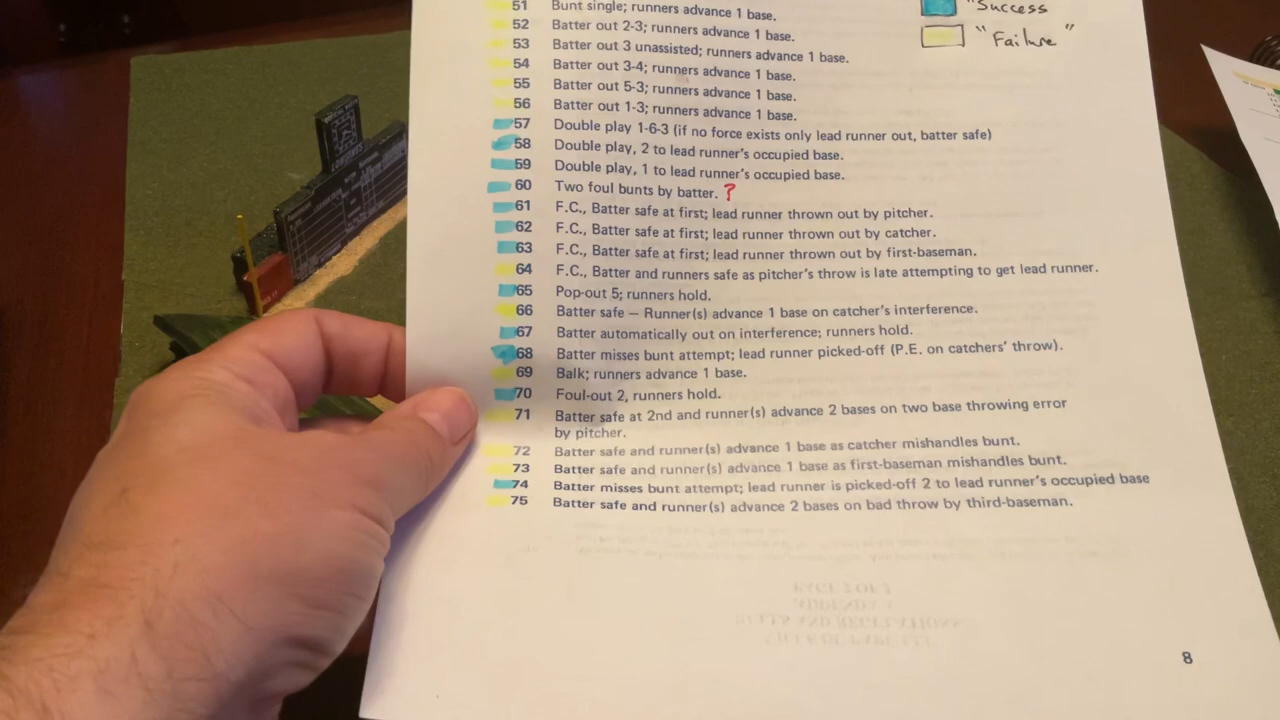 51 Bunt single; runners advance 1 base.
"Success
52 Batter out 2-3; runners advance 1 base.
"Failure"
53 Batter out 3 unassisted; runners advance 1 base.
54 Batter out 3-4; runners advance 1 base.
55 Batter out 5-3; runners advance 1 base.
56 Batter out 1-3; runners advance 1 base.
57 Double play 1-6-3 (if no force exists only lead runner out, batter safe)
58 Double play, 2 to lead runner's occupied base.
59 Double play, 1 to lead runner's occupied base.
60 Two foul bunts by batter. ?
61 F.C., Batter safe at first; lead runner thrown out by pitcher.
62 F.C., Batter safe at first; lead runner thrown out by catcher.
63 F.C., Batter safe at first; lead runner thrown out by first-baseman.
64 F.C., Batter and runners safe as pitcher's throw is late attempting to get lead runner.
65 Pop-out 5; runners hold.
66 Batter safe — Runner(s) advance 1 base on catcher's interference.
67 Batter automatically out on interference; runners hold.
68 Batter misses bunt attempt; lead runner picked-off (P.E. on catchers' throw).
69 Balk; runners advance 1 base.
70 Foul-out 2, runners hold.
71 Batter safe at 2nd and runner(s) advance 2 bases on two base throwing error
by pitcher.
72 Batter safe and runner(s) advance 1 base as catcher mishandles bunt.
73 Batter safe and runner(s) advance 1 base as first-baseman mishandles bunt.
74 Batter misses bunt attempt; lead runner is picked-off 2 to lead runner's occupied base
75 Batter safe and runner(s) advance 2 bases on bad throw by third-baseman.
8